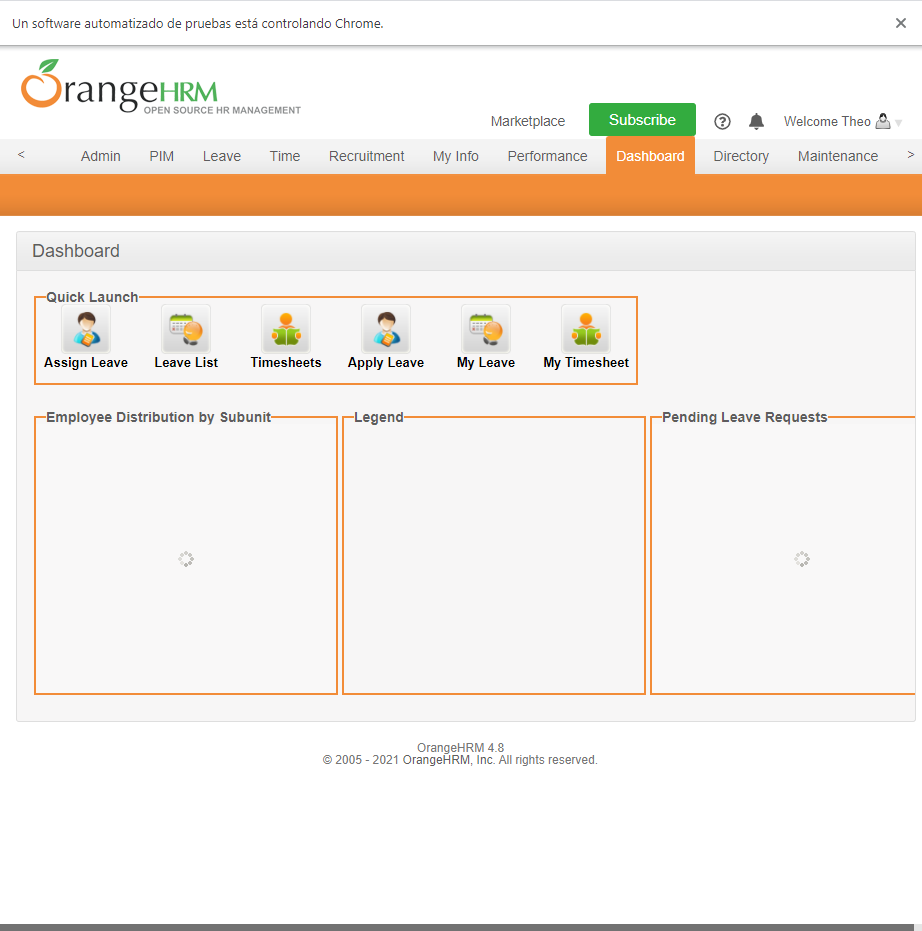 Un software automatizado de pruebas está controlando Chrome.
OrangeHRM
OPEN SOURCE HR MANAGEMENT
Marketplace Subscribe Welcome Theo
< Admin PIM Leave Time Recruitment My Info Performance Dashboard Directory Maintenance >
Dashboard
Quick Launch
Assign Leave Leave List Timesheets Apply Leave My Leave My Timesheet
Employee Distribution by Subunit Legend Pending Leave Requests
OrangeHRM 4.8
© 2005 - 2021 OrangeHRM, Inc. All rights reserved.